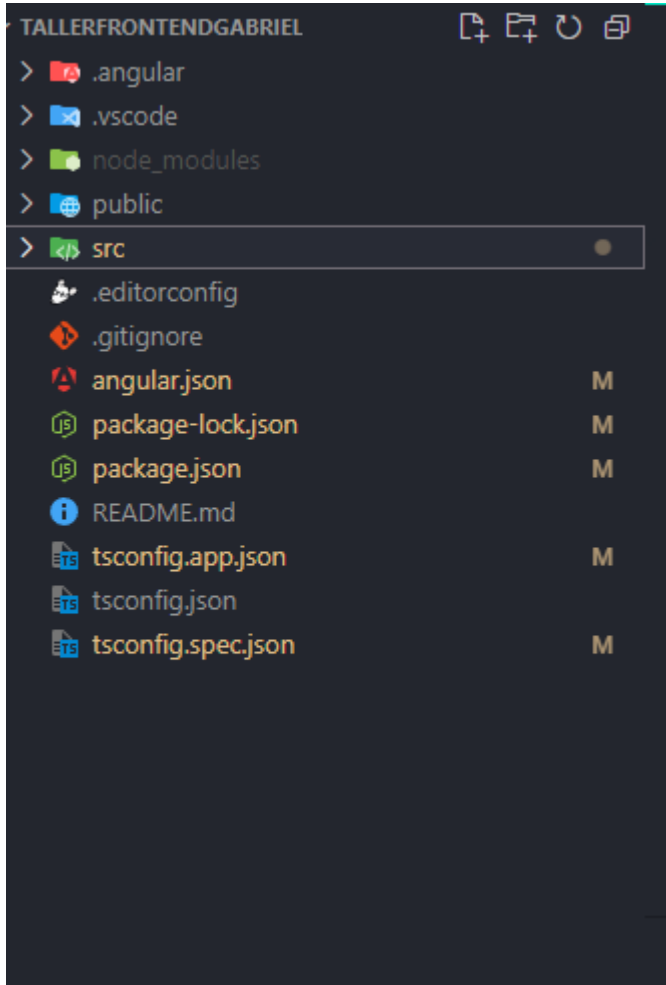 TALLERFRONTENDGABRIEL
.angular
.vscode
node_modules
public
src
.editorconfig
.gitignore
angular.json M
package-lock.json M
package.json M
README.md
tsconfig.app.json M
tsconfig.json
tsconfig.spec.json M